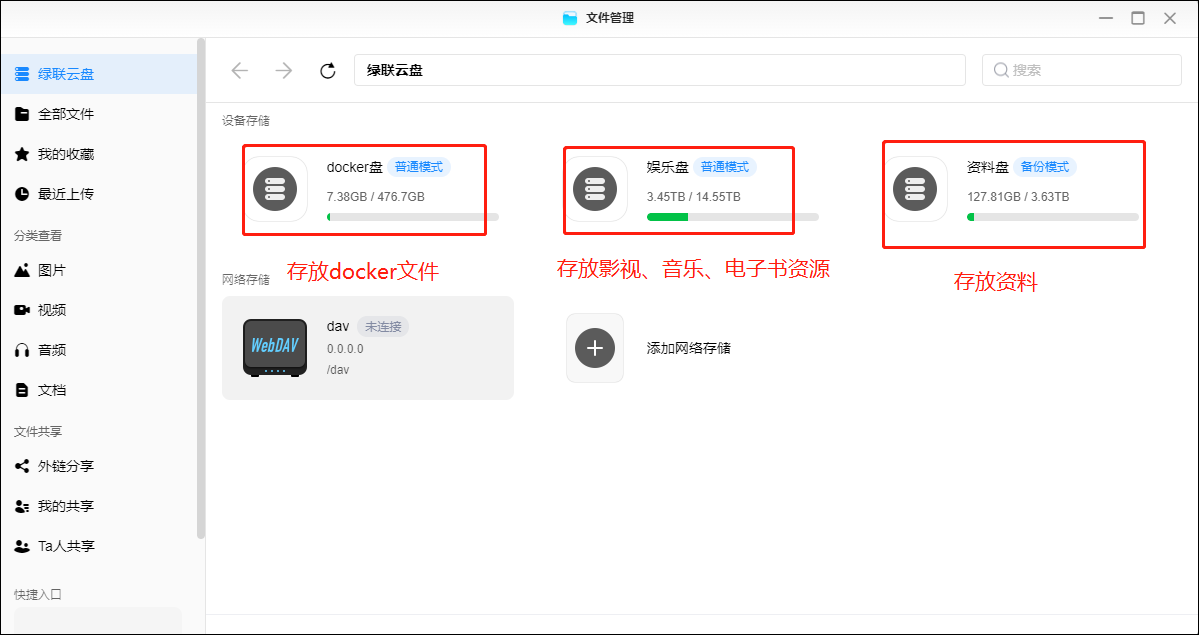 文件管理
绿联云盘
全部文件
我的收藏
最近上传
分类查看
图片
视频
音频
文档
文件共享
外链分享
我的共享
Ta人共享
快捷入口
绿联云盘
搜索
设备存储
docker盘 普通模式
7.38GB / 476.7GB
娱乐盘 普通模式
3.45TB / 14.55TB
资料盘 备份模式
127.81GB / 3.63TB
存放docker文件
存放影视、音乐、电子书资源
存放资料
网络存储
WebDAV
dav 未连接
0.0.0.0
/dav
添加网络存储